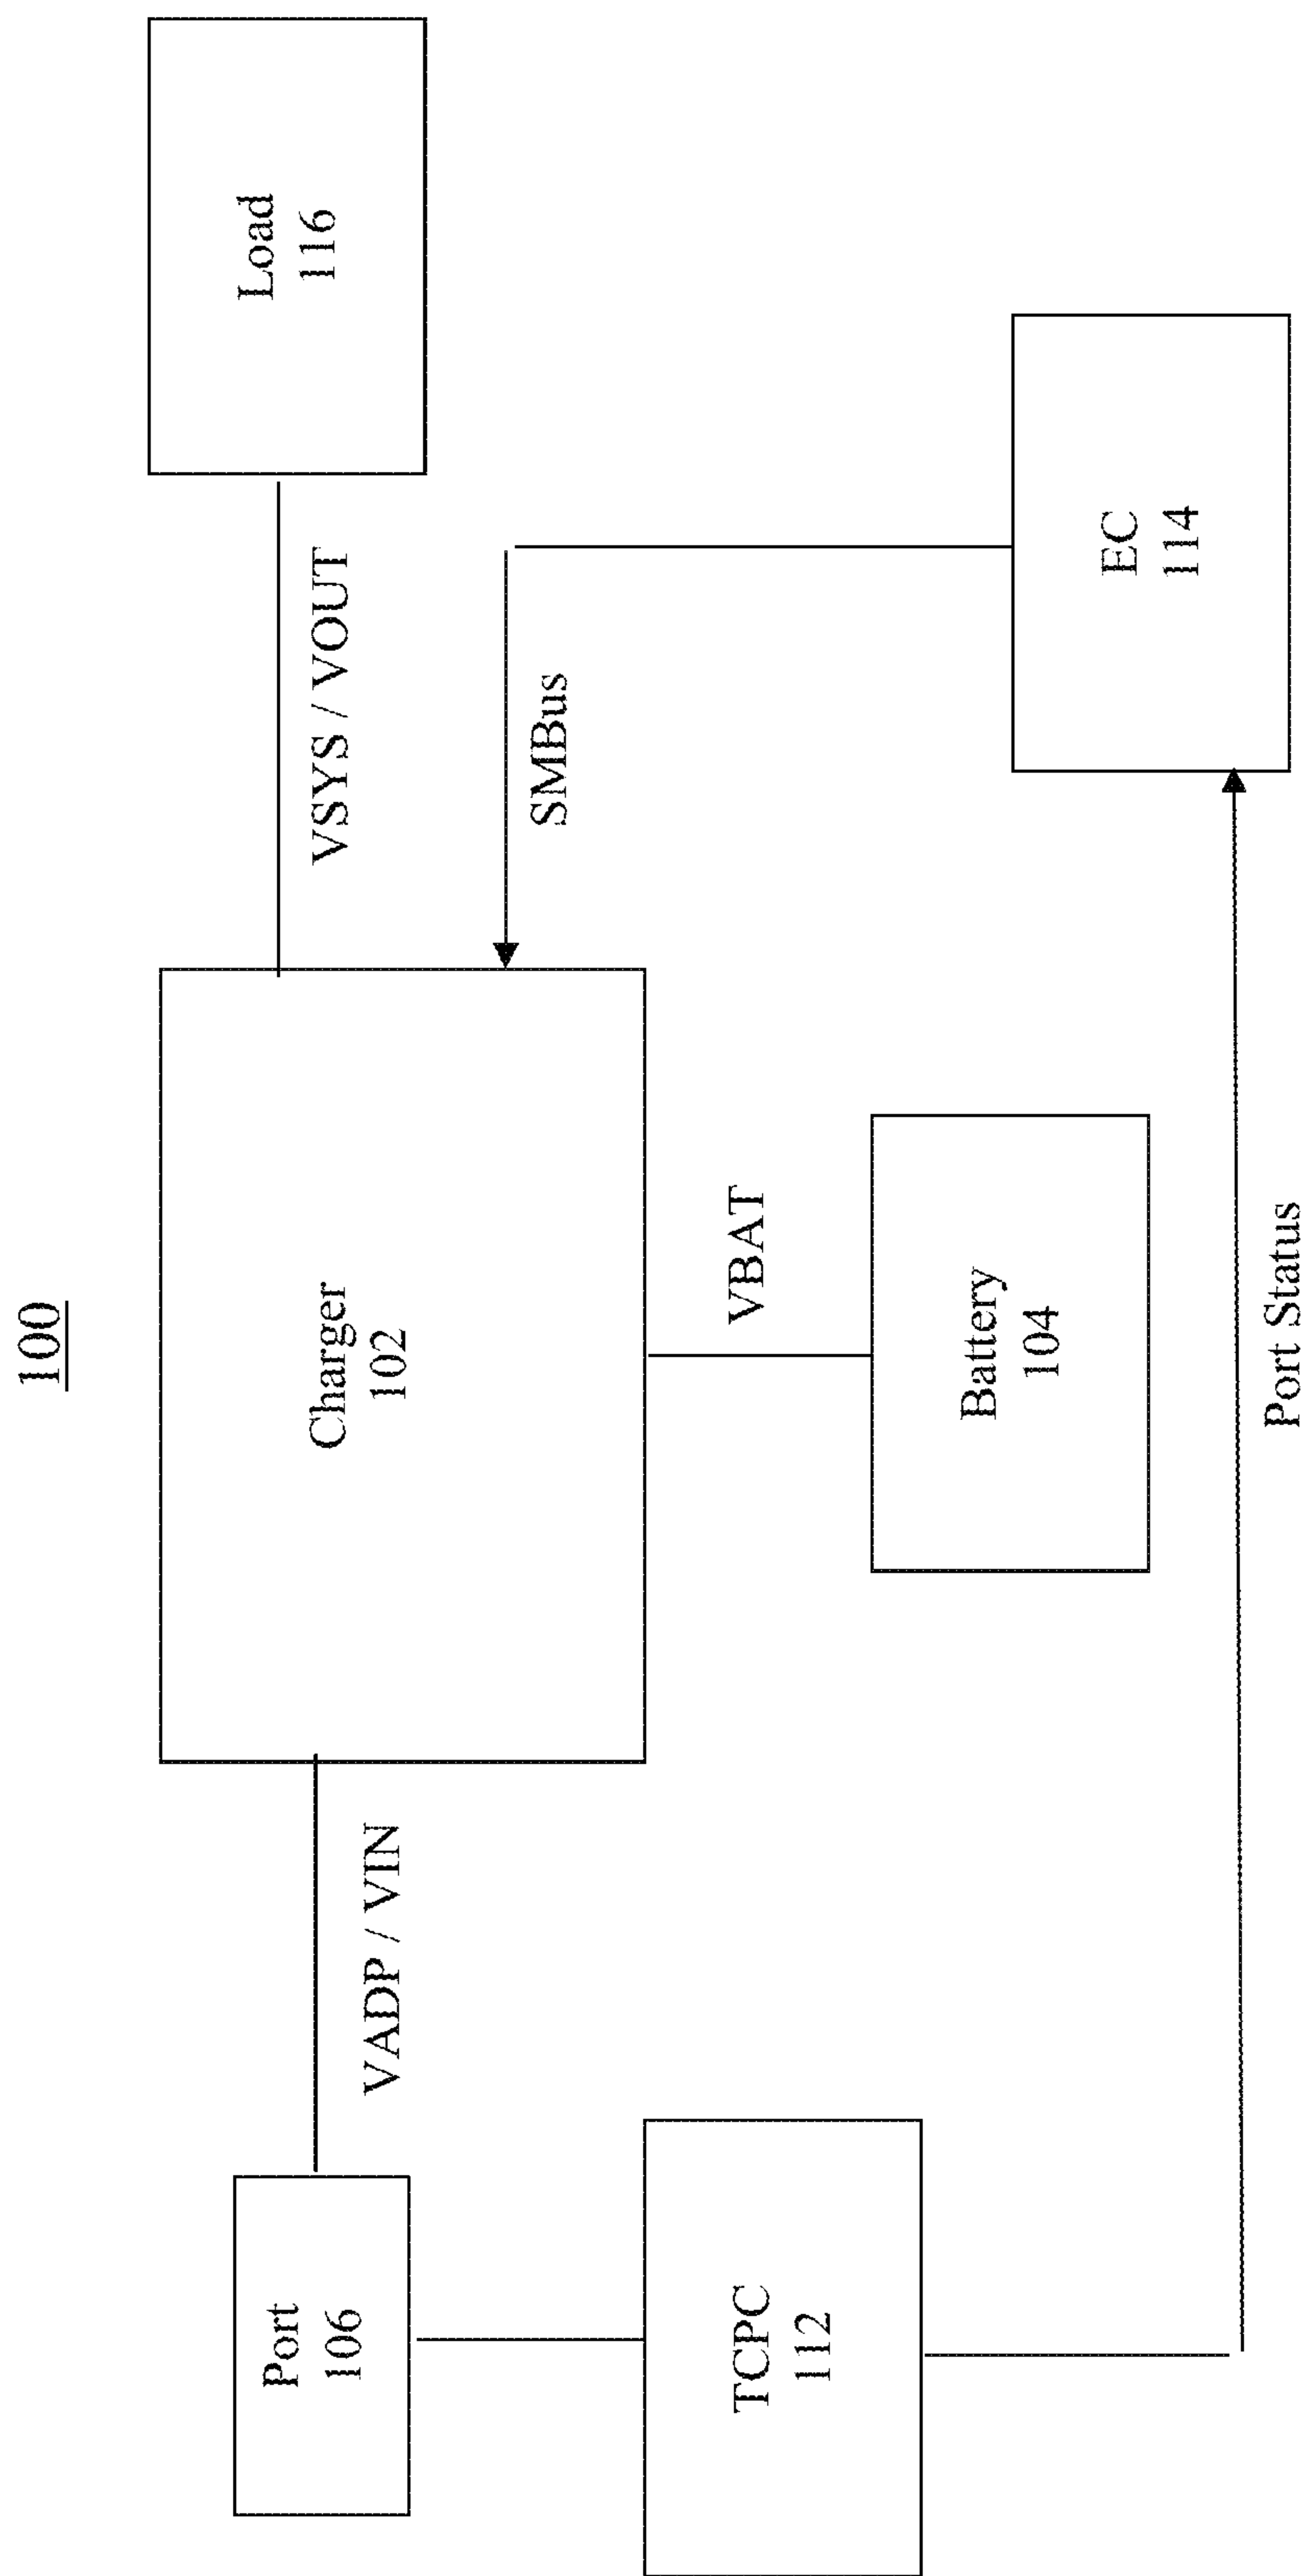 100
Port
106
VADP / VIN
Charger
102
VSYS / VOUT
Load
116
SMBus
TCPC
112
VBAT
Battery
104
EC
114
Port Status